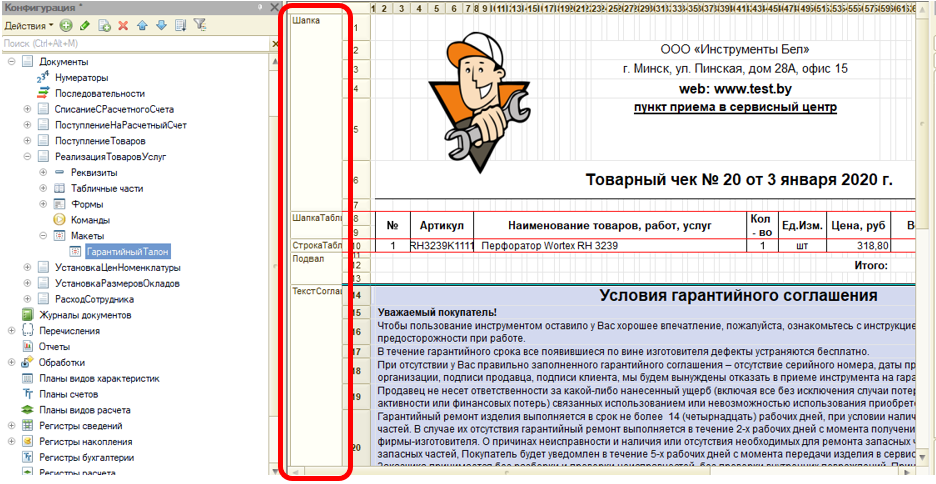 Конфигурация *
Действия
Поиск (Ctrl+Alt+M)
Документы
Нумераторы
Последовательности
СписаниеСРасчетногоСчета
ПоступлениеНаРасчетныйСчет
ПоступлениеТоваров
РеализацияТоваровУслуг
Реквизиты
Табличные части
Формы
Команды
Макеты
ГарантийныйТалон
УстановкаЦенНоменклатуры
УстановкаРазмеровОкладов
РасходСотрудника
Журналы документов
Перечисления
Отчеты
Обработки
Планы видов характеристик
Планы счетов
Планы видов расчета
Регистры сведений
Регистры накопления
Регистры бухгалтерии
Регистры расчета
Шапка
ШапкаТабл
СтрокаТабл
Подвал
ТекстСоглаш
ООО «Инструменты Бел»
г. Минск, ул. Пинская, дом 28А, офис 15
web: www.test.by
пункт приема в сервисный центр
Товарный чек № 20 от 3 января 2020 г.
№ Артикул Наименование товаров, работ, услуг Кол - во Ед.Изм. Цена, руб В
1 RH3239K1111 Перфоратор Wortex RH 3239 1 шт 318,80
Итого:
Условия гарантийного соглашения
Уважаемый покупатель!
Чтобы пользование инструментом оставило у Вас хорошее впечатление, пожалуйста, ознакомьтесь с инструкцие
предосторожности при работе.
В течение гарантийного срока все появившиеся по вине изготовителя дефекты устраняются бесплатно.
При отсутствии у Вас правильно заполненного гарантийного соглашения – отсутствие серийного номера, даты пр
организации, подписи продавца, подписи клиента, мы будем вынуждены отказать в приеме инструмента на гара
Продавец не несет ответственности за какой-либо нанесенный ущерб (включая все без исключения случаи потер
активности или финансовых потерь) связанных использованием или невозможностью использования приобрет
Гарантийный ремонт изделия выполняется в срок не более 14 (четырнадцать) рабочих дней, при условии налич
частей. В случае их отсутствия гарантийный ремонт выполняется в течение 2-х рабочих дней с момента получени
фирмы-изготовителя. О причинах неисправности и наличия или отсутствия необходимых для ремонта запасных ч
запасных частей, Покупатель будет уведомлен в течение 5-х рабочих дней с момента передачи изделия в сервис